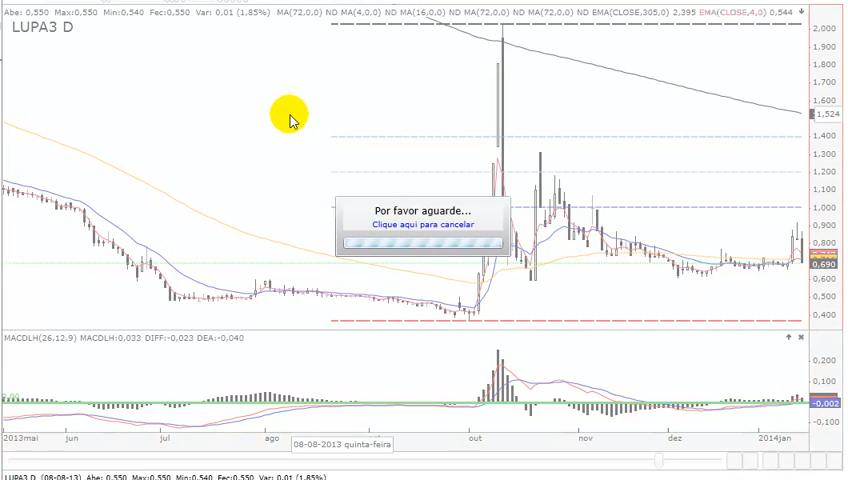 Abe: 0,550 Max:0,550 Min:0,540 Fec:0,550 Var: 0,01 (1,85%) MA(72,0) ND MA(4,0) ND MA(16,0) ND MA(72,0) ND MA(72,0) ND EMA(CLOSE,305,0) 2,395 EMA(CLOSE,4,0) 0,544
LUPA3 D
2,000
1,800
1,700
1,600
1,524
1,400
1,300
1,200
1,100
1,000
0,900
0,800
0,690
0,600
0,500
0,400
Por favor aguarde...
Clique aqui para cancelar
MACDLH(26,12,9) MACDLH:0,033 DIFF:-0,023 DEA:-0,040
0,200
0,100
-0,002
-0,100
2013mai jun jul ago out nov dez 2014jan
08-08-2013 quinta-feira
LUPA3 D (08-08-13) Abe: 0,550 Max:0,550 Min:0,540 Fec:0,550 Var: 0,01 (1,85%)